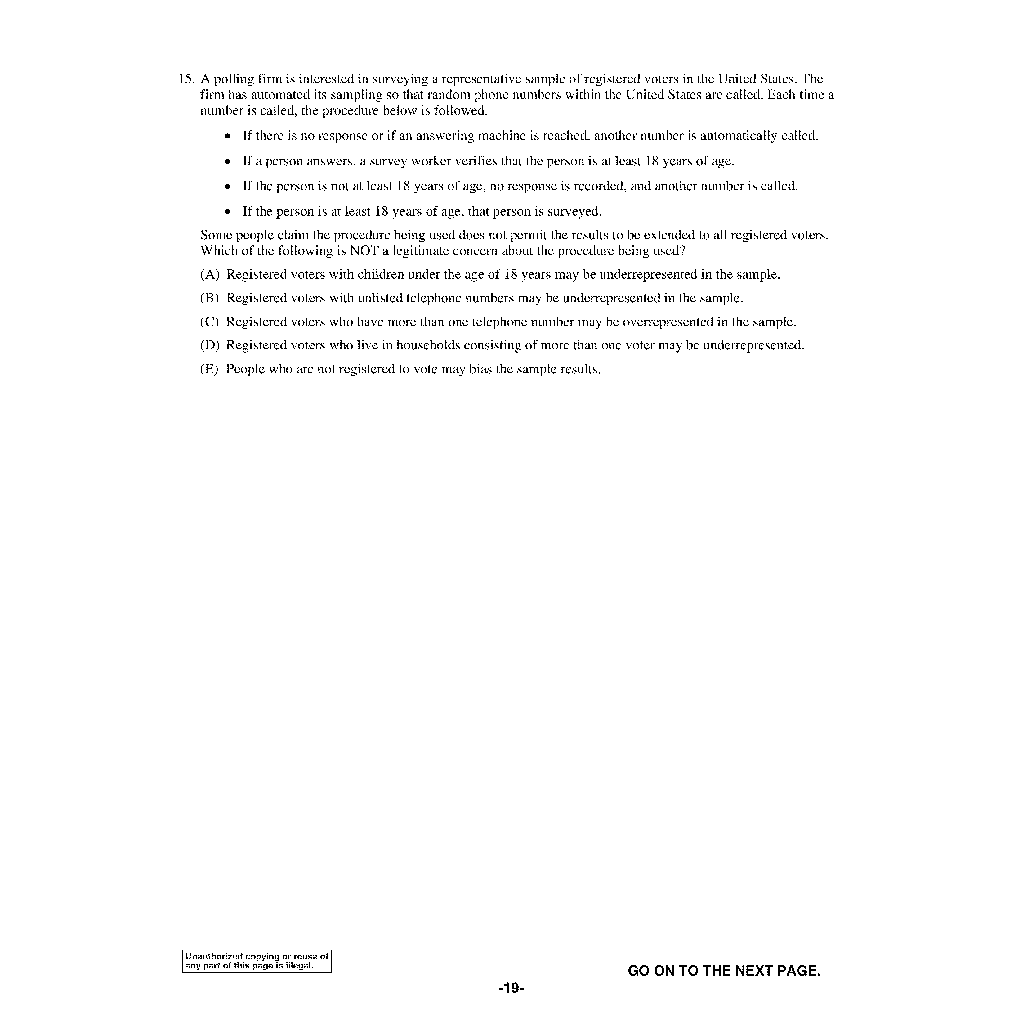 15. A polling firm is interested in surveying a representative sample of registered voters in the United States. The
firm has automated its sampling so that random phone numbers within the United States are called. Each time a
number is called, the procedure below is followed.
• If there is no response or if an answering machine is reached, another number is automatically called.
• If a person answers, a survey worker verifies that the person is at least 18 years of age.
• If the person is not at least 18 years of age, no response is recorded, and another number is called.
• If the person is at least 18 years of age, that person is surveyed.
Some people claim the procedure being used does not permit the results to be extended to all registered voters.
Which of the following is NOT a legitimate concern about the procedure being used?
(A) Registered voters with children under the age of 18 years may be underrepresented in the sample.
(B) Registered voters with unlisted telephone numbers may be underrepresented in the sample.
(C) Registered voters who have more than one telephone number may be overrepresented in the sample.
(D) Registered voters who live in households consisting of more than one voter may be underrepresented.
(E) People who are not registered to vote may bias the sample results.
Unauthorized copying or reuse of
any part of this page is illegal.
GO ON TO THE NEXT PAGE.
-19-